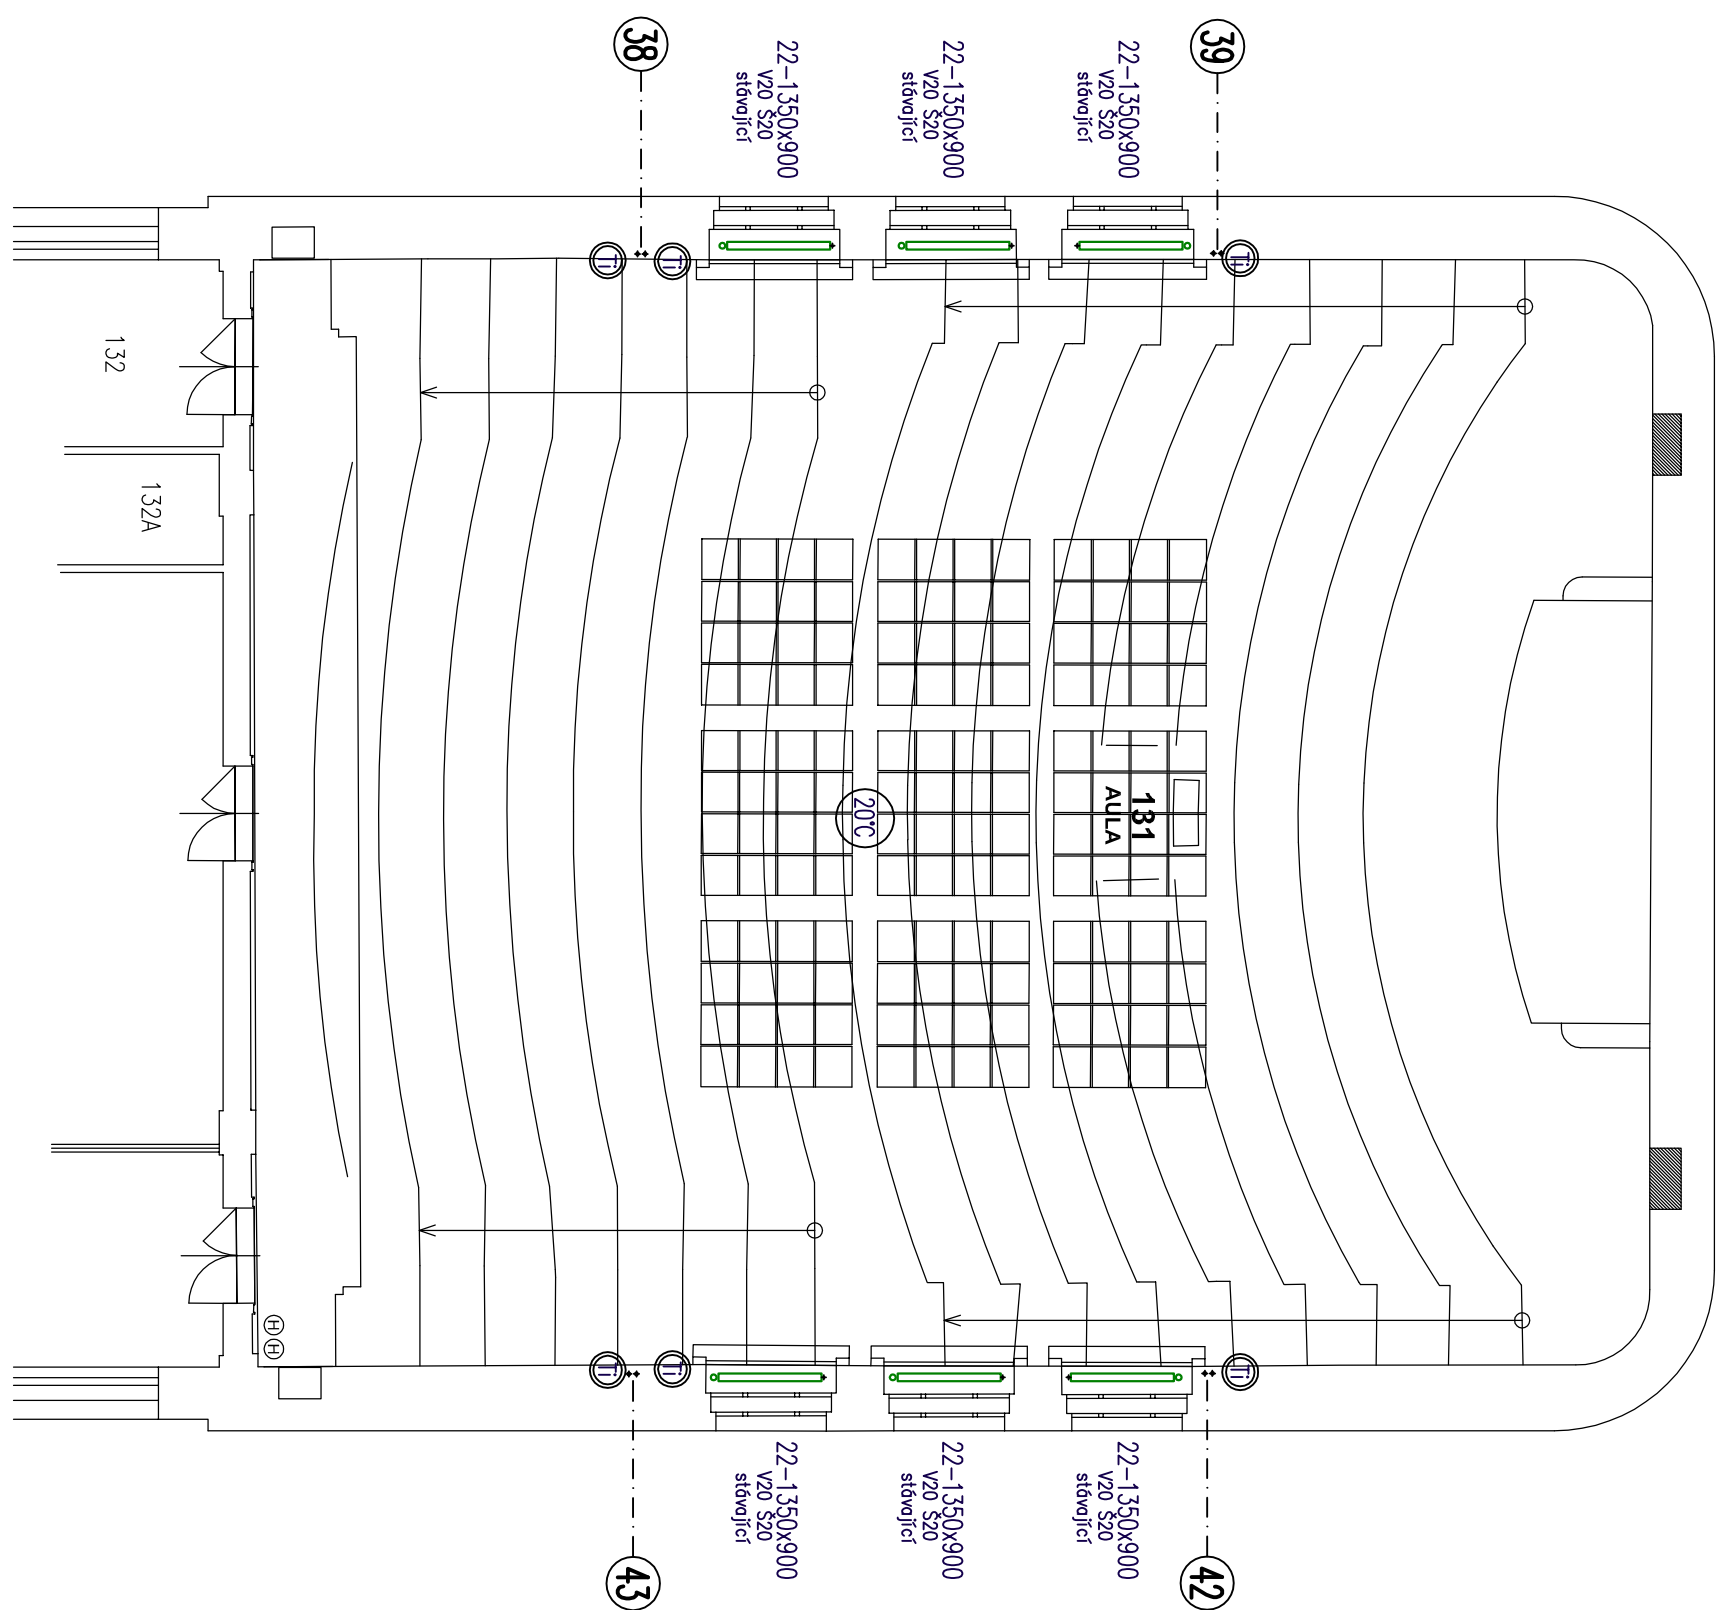 38
22-1350x900
V20 Š20
stávající
22-1350x900
V20 Š20
stávající
22-1350x900
V20 Š20
stávající
39
Ti
Ti
Ti
132
132A
131
AULA
20°C
H
H
Ti
Ti
Ti
43
22-1350x900
V20 Š20
stávající
22-1350x900
V20 Š20
stávající
22-1350x900
V20 Š20
stávající
42